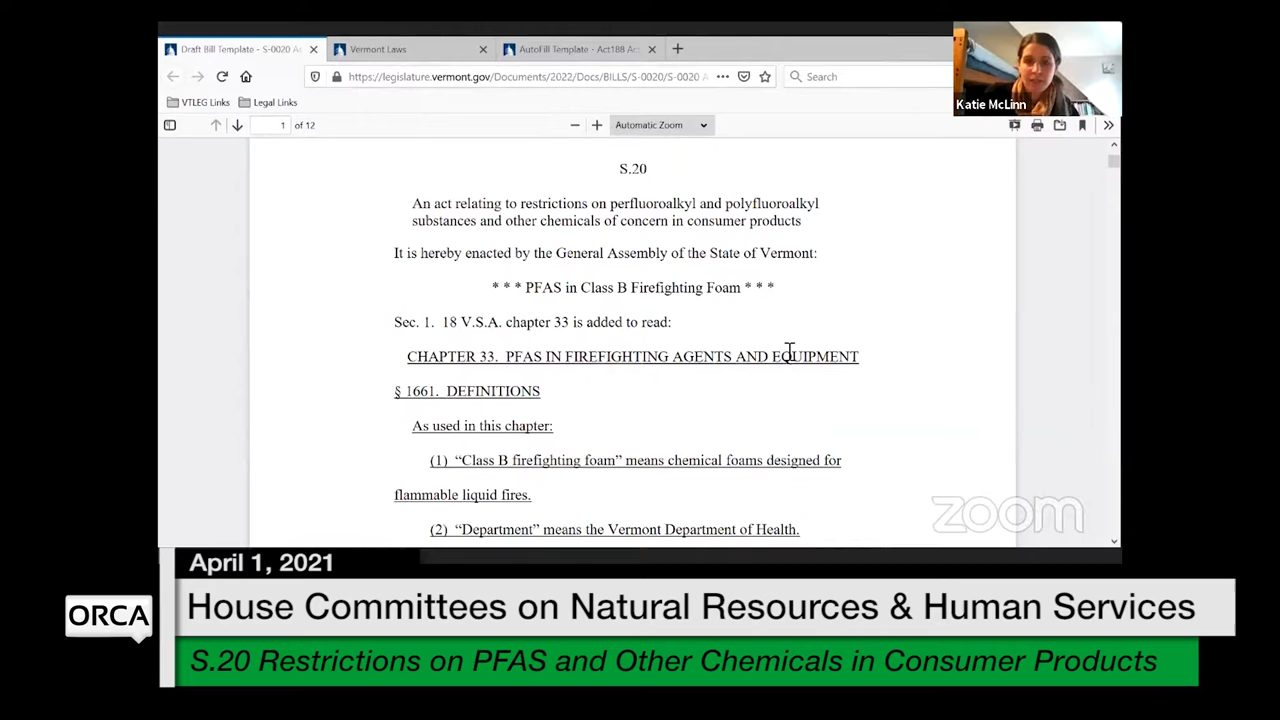 Draft Bill Template - S-0020 A
Vermont Laws
AutoFill Template - Act188 Ac
https://legislature.vermont.gov/Documents/2022/Docs/BILLS/S-0020/S-0020 A
Search
VTLEG Links
Legal Links
Katie McLinn
1 of 12
Automatic Zoom
S.20
An act relating to restrictions on perfluoroalkyl and polyfluoroalkyl
substances and other chemicals of concern in consumer products
It is hereby enacted by the General Assembly of the State of Vermont:
* * * PFAS in Class B Firefighting Foam * * *
Sec. 1. 18 V.S.A. chapter 33 is added to read:
CHAPTER 33. PFAS IN FIREFIGHTING AGENTS AND EQUIPMENT
§ 1661. DEFINITIONS
As used in this chapter:
(1) “Class B firefighting foam” means chemical foams designed for
flammable liquid fires.
(2) “Department” means the Vermont Department of Health.
zoom
April 1, 2021
ORCA
House Committees on Natural Resources & Human Services
S.20 Restrictions on PFAS and Other Chemicals in Consumer Products